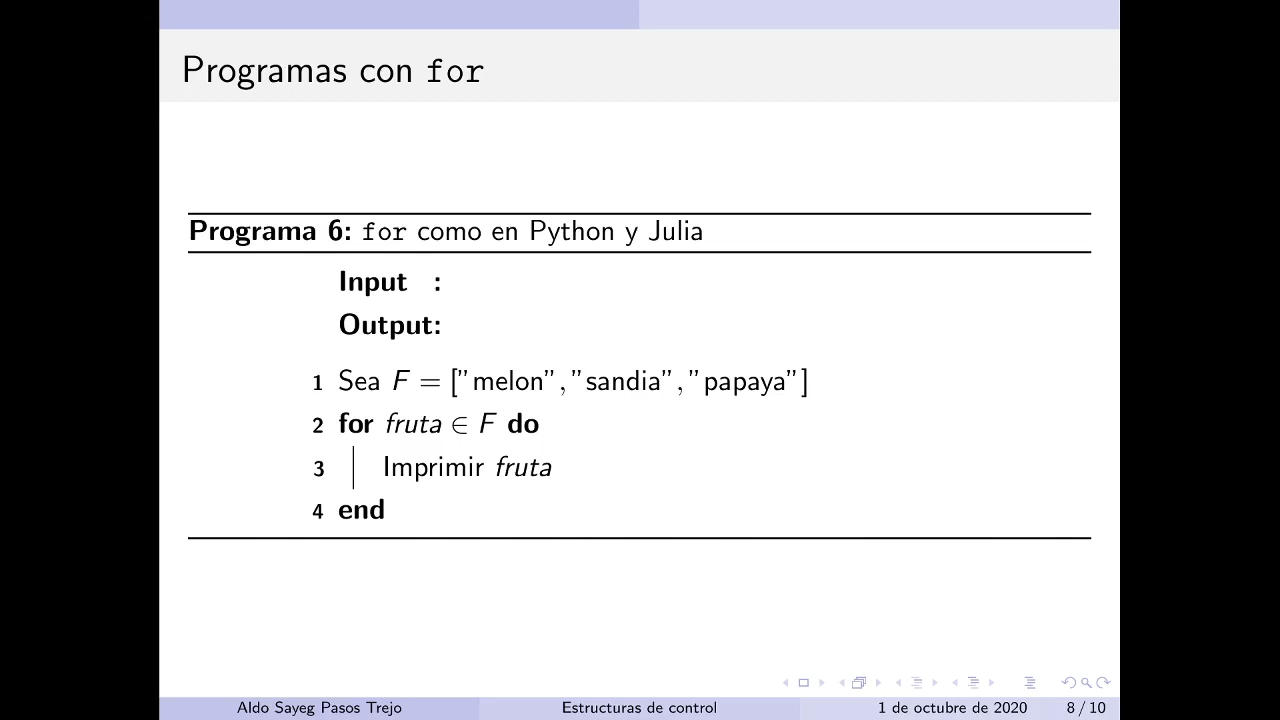 Programas con for
Programa 6: for como en Python y Julia
Input :
Output:
1 Sea F = ["melon","sandia","papaya"]
2 for fruta ∈ F do
3 Imprimir fruta
4 end
Aldo Sayeg Pasos Trejo Estructuras de control 1 de octubre de 2020 8 / 10